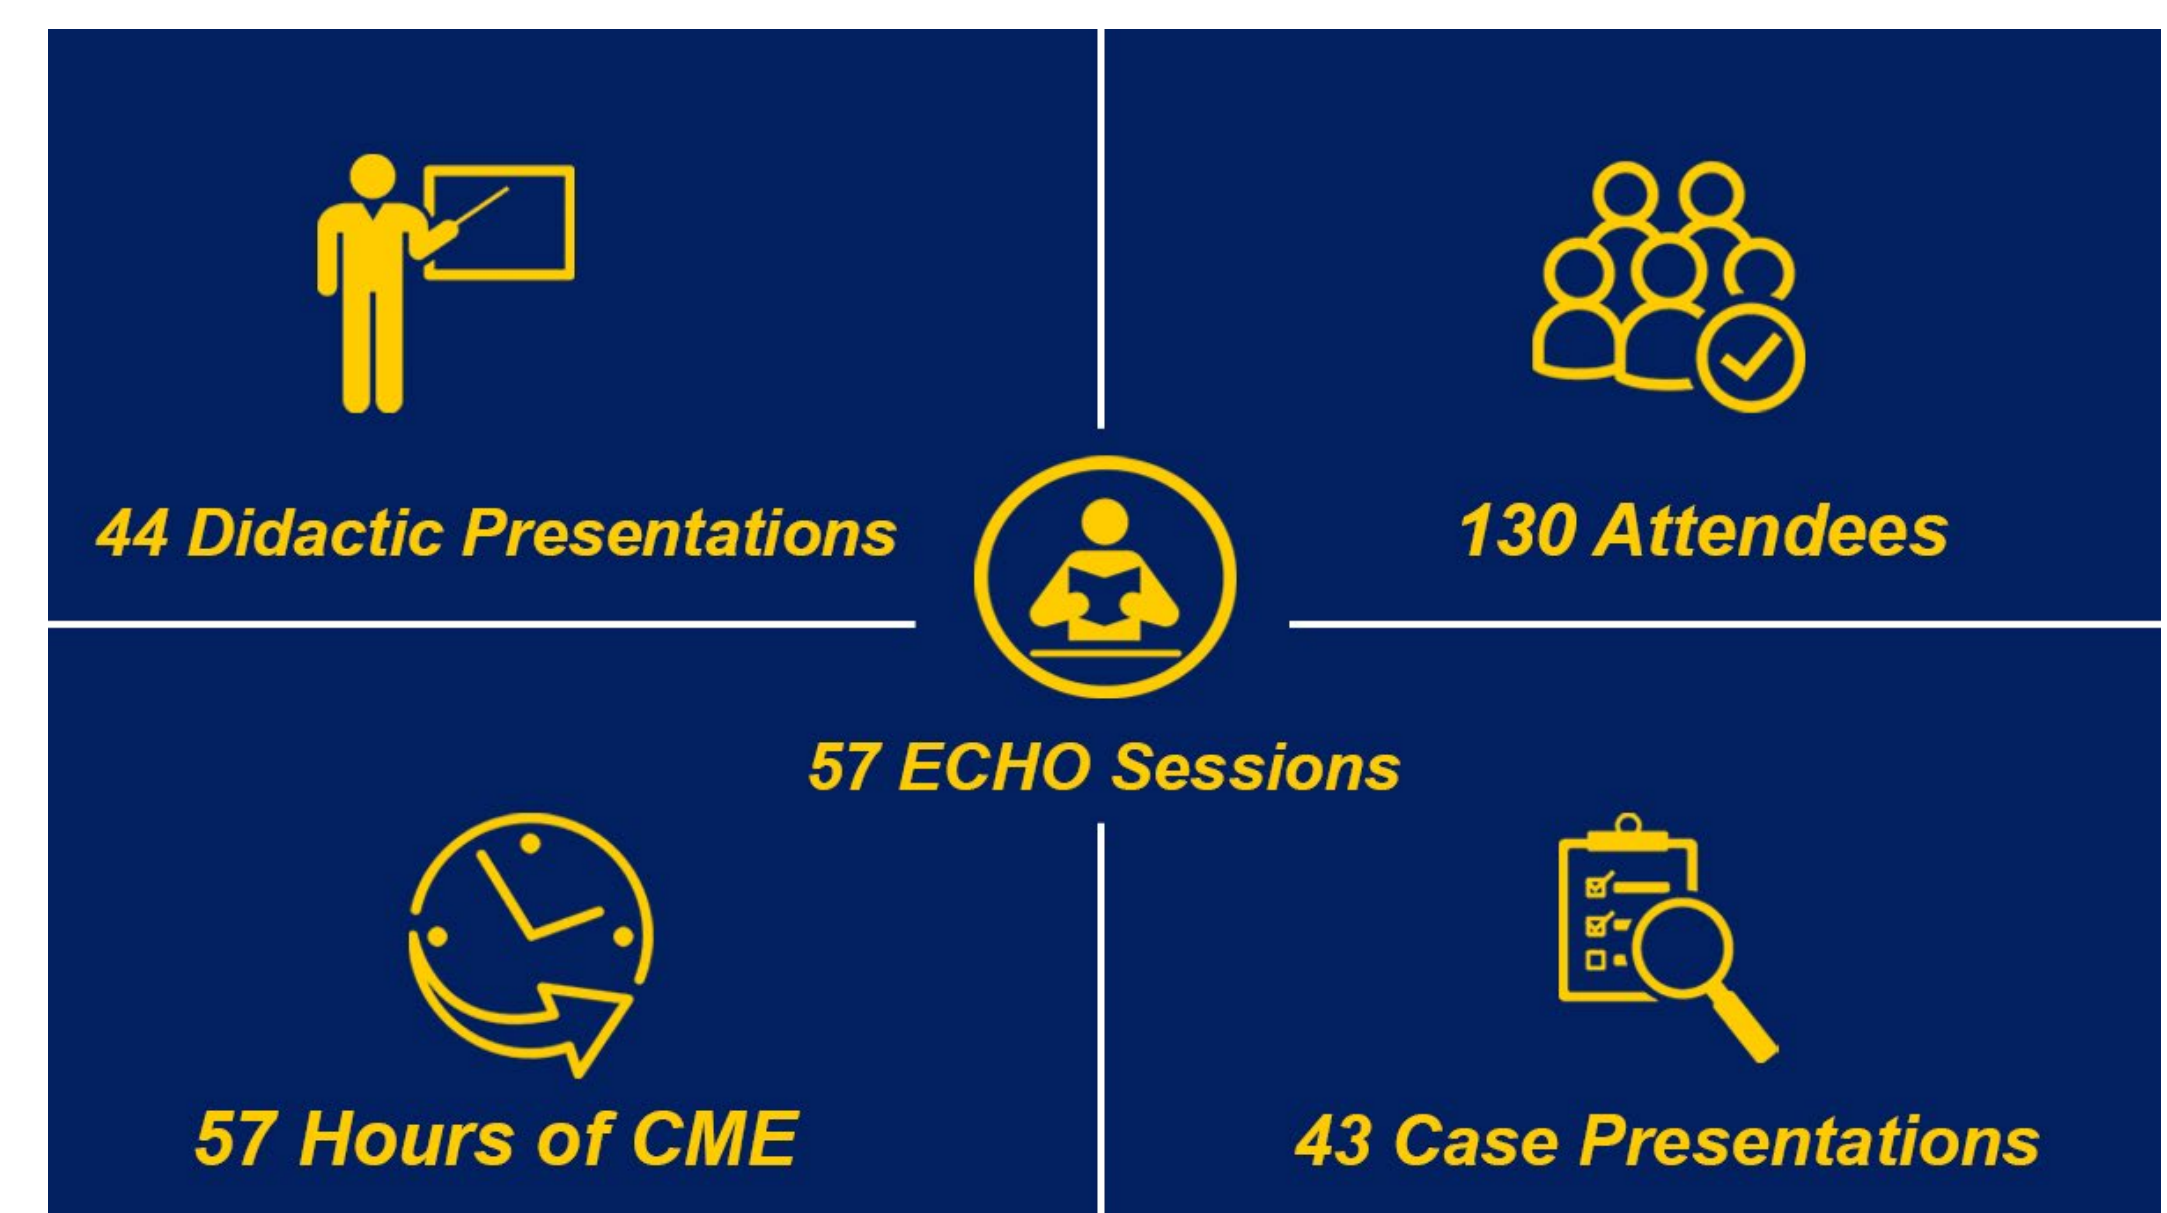 44 Didactic Presentations
130 Attendees
57 ECHO Sessions
57 Hours of CME
43 Case Presentations